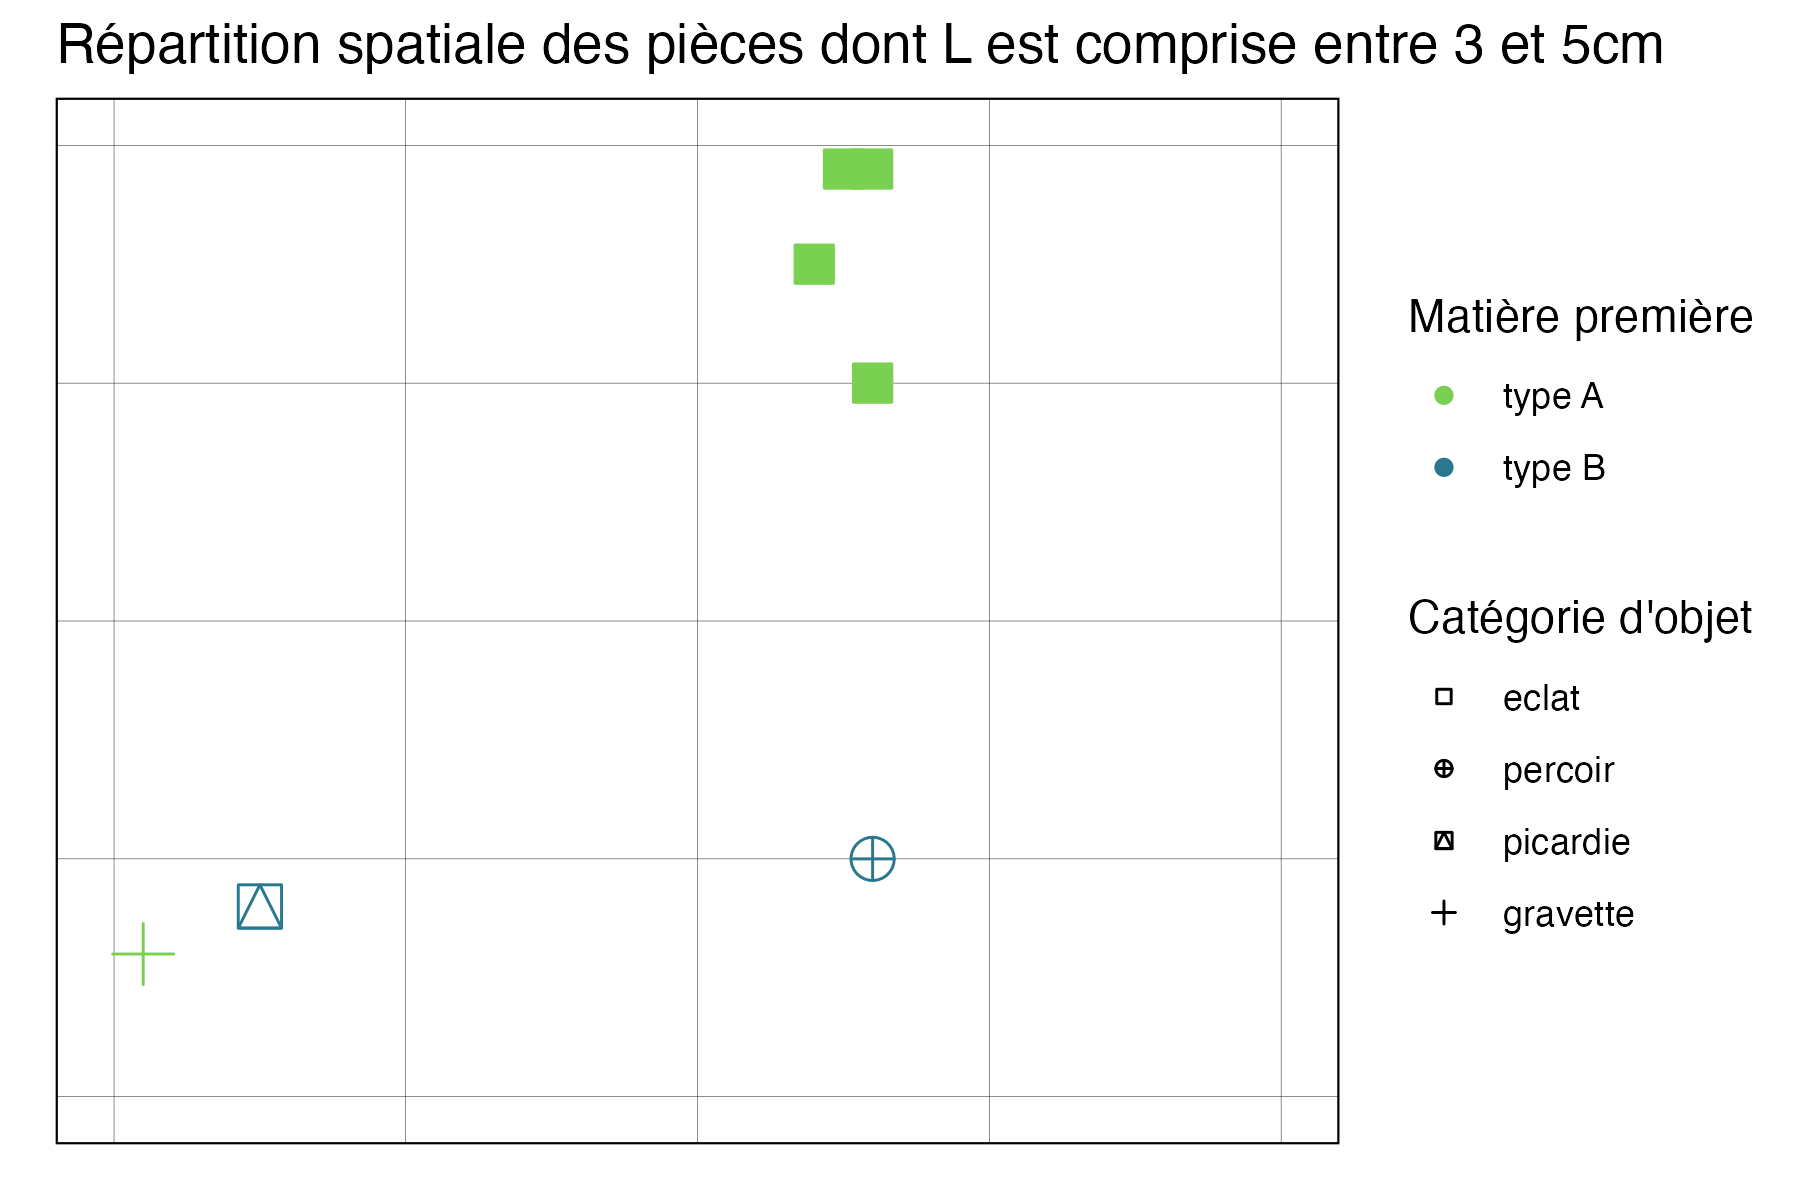 Répartition spatiale des pièces dont L est comprise entre 3 et 5cm
Matière première
type A
type B
Catégorie d'objet
eclat
percoir
picardie
gravette